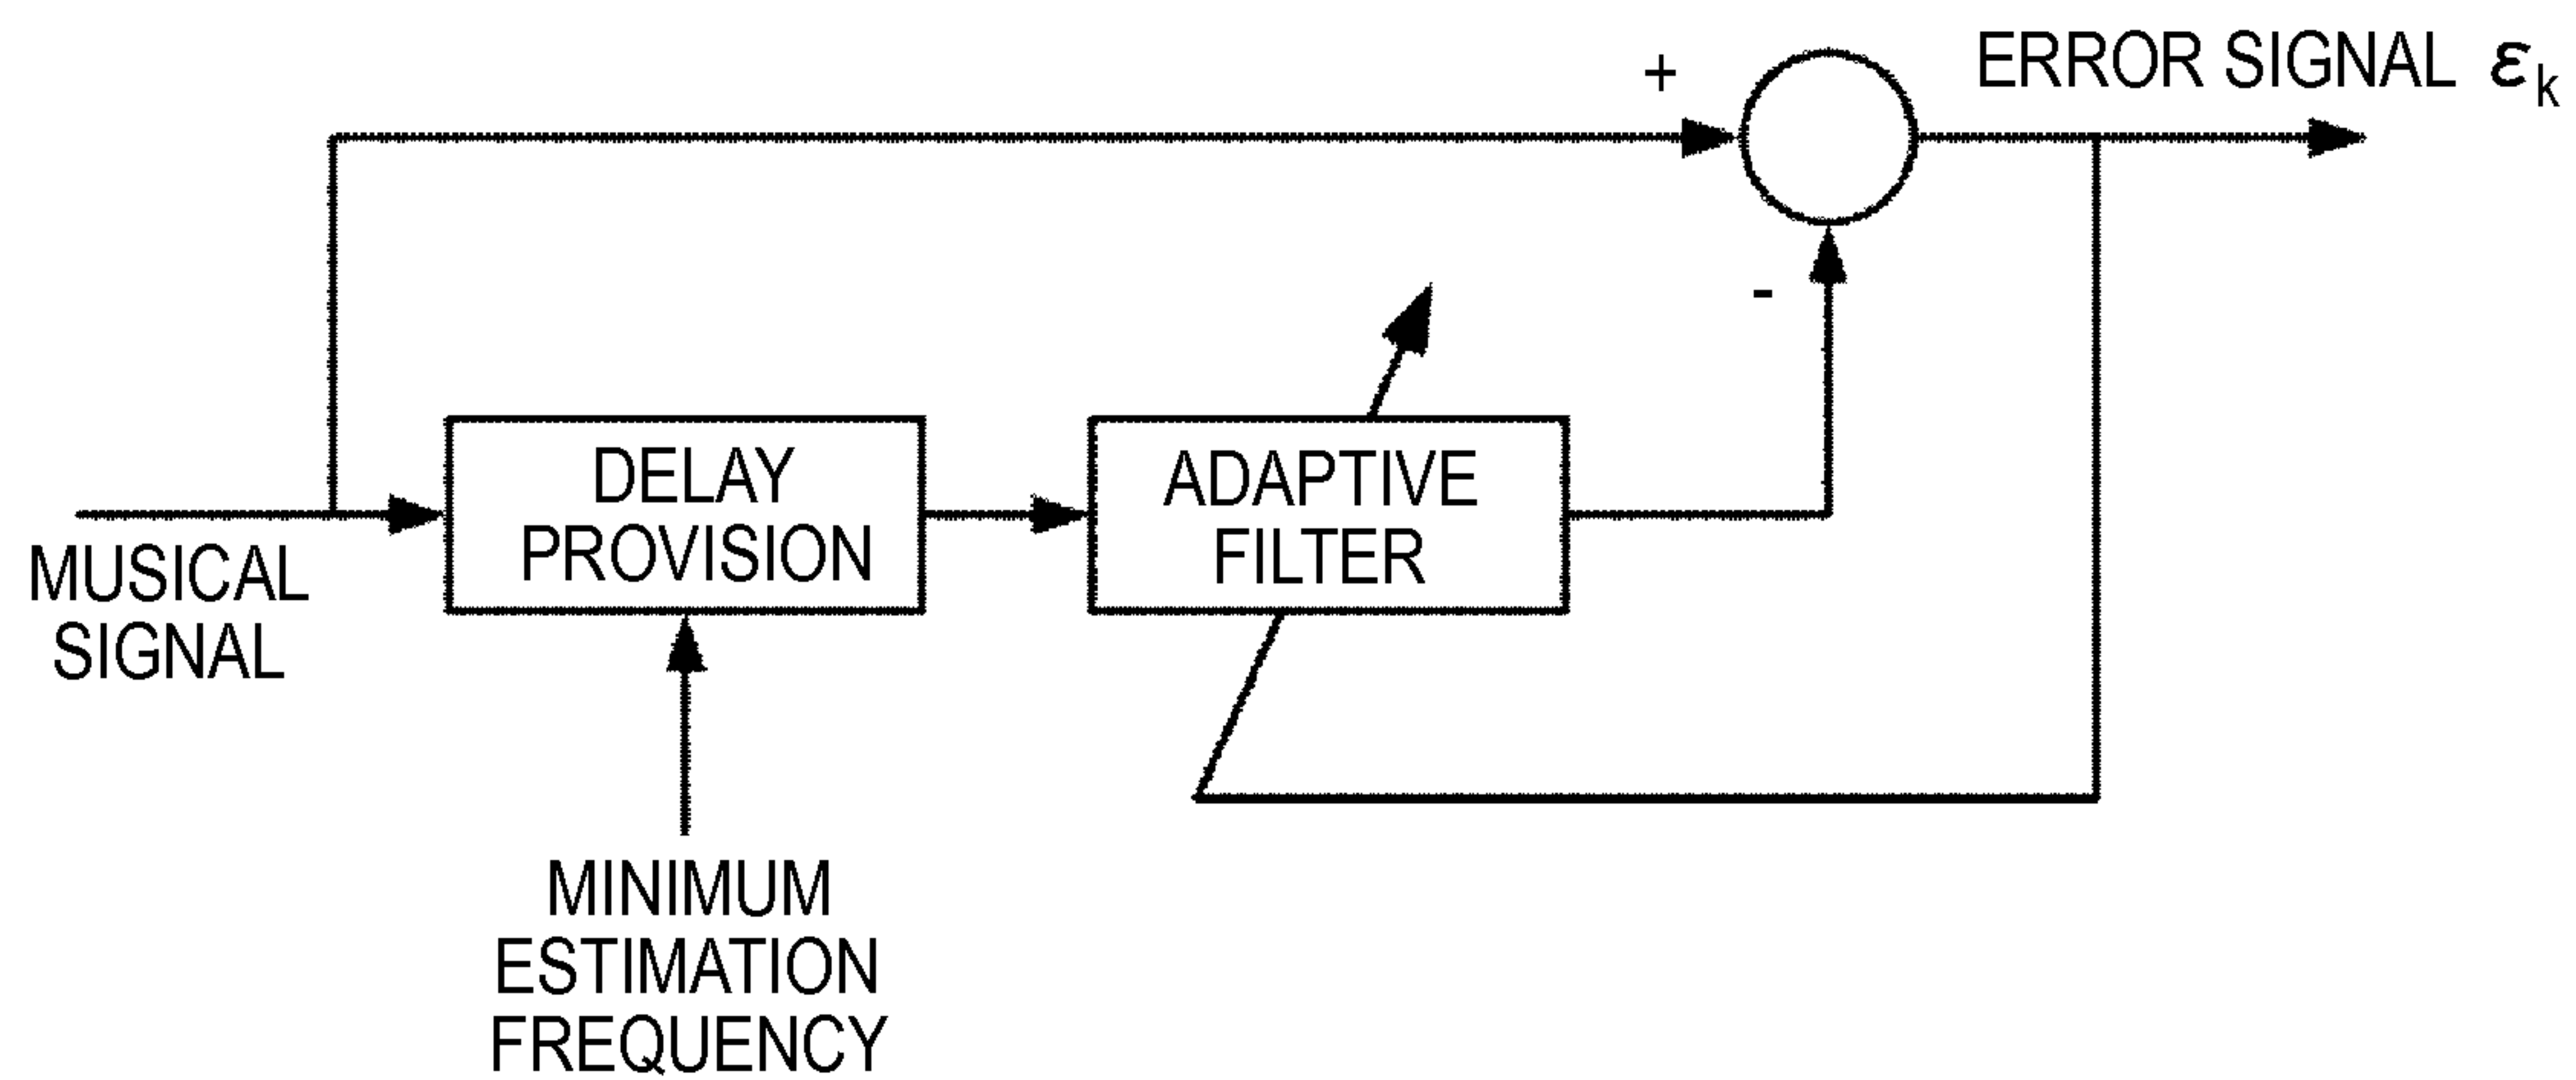 ERROR SIGNAL εk
+
-
DELAY
PROVISION
ADAPTIVE
FILTER
MUSICAL
SIGNAL
MINIMUM
ESTIMATION
FREQUENCY